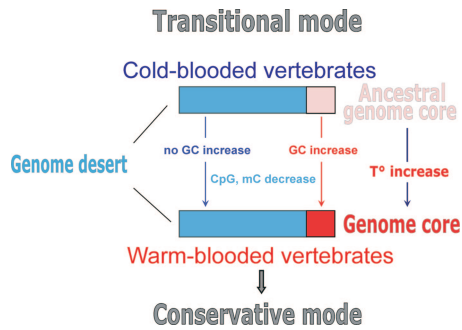 Transitional mode
Cold-blooded vertebrates
Ancestral
genome core
Genome desert
no GC increase
GC increase
CpG, mC decrease
T° increase
Genome core
Warm-blooded vertebrates
Conservative mode